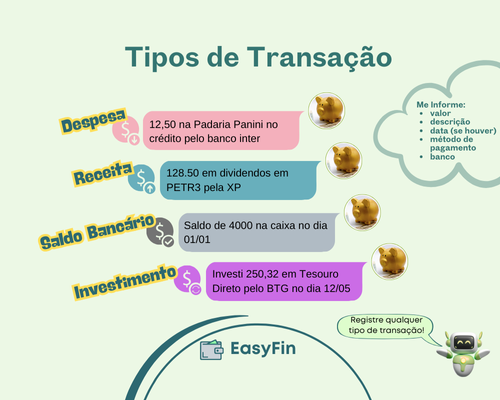 Tipos de Transação
Me Informe:
valor
descrição
data (se houver)
método de
pagamento
banco
Despesa
12,50 na Padaria Panini no
crédito pelo banco inter
Receita
128.50 em dividendos em
PETR3 pela XP
Saldo Bancário
Saldo de 4000 na caixa no dia
01/01
Investimento
Investi 250,32 em Tesouro
Direto pelo BTG no dia 12/05
Registre qualquer
tipo de transação!
EasyFin